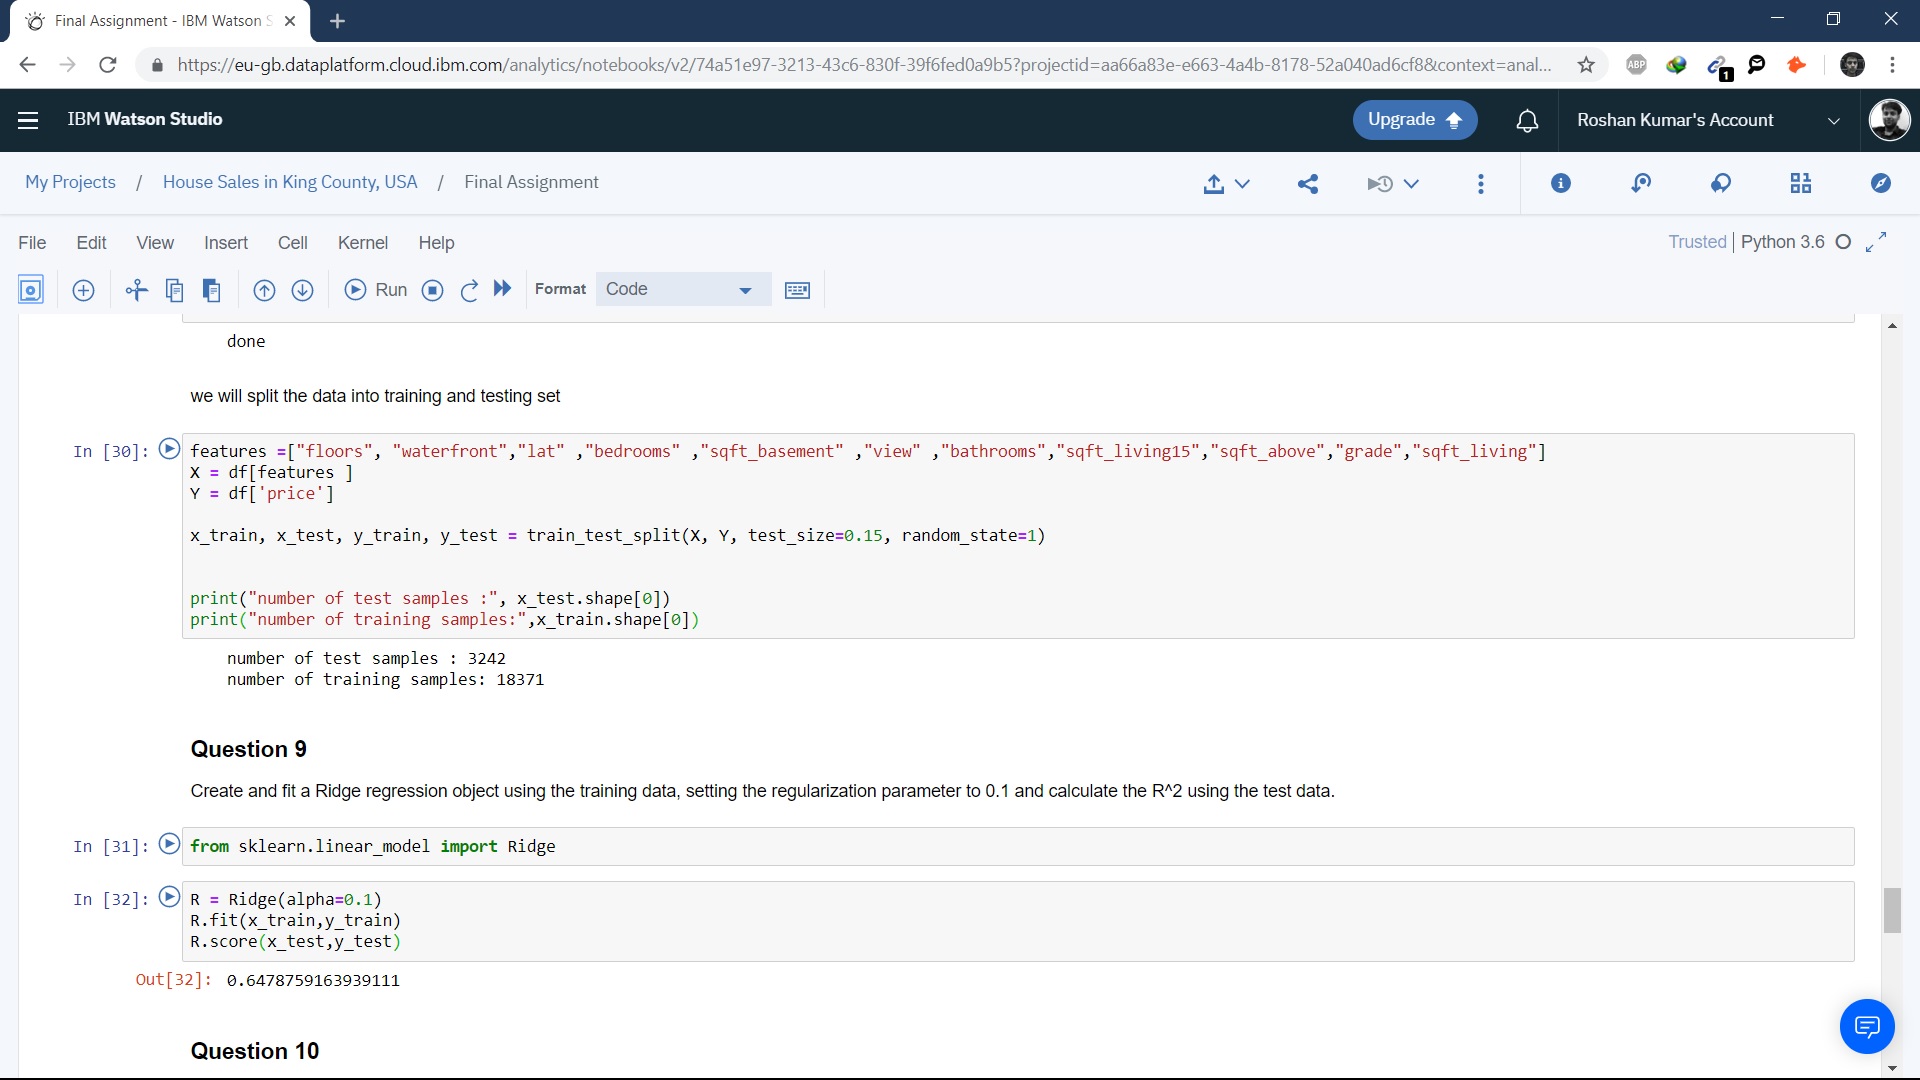 Final Assignment - IBM Watson S
https://eu-gb.dataplatform.cloud.ibm.com/analytics/notebooks/v2/74a51e97-3213-43c6-830f-39f6fed0a9b5?projectid=aa66a83e-e663-4a4b-8178-52a040ad6cf8&context=anal...
ABP
1
IBM Watson Studio
Upgrade
Roshan Kumar's Account
My Projects / House Sales in King County, USA / Final Assignment
File Edit View Insert Cell Kernel Help
Trusted | Python 3.6
Run
Format
Code
done
we will split the data into training and testing set
In [30]:
features =["floors", "waterfront","lat" ,"bedrooms" ,"sqft_basement" ,"view" ,"bathrooms","sqft_living15","sqft_above","grade","sqft_living"]
X = df[features ]
Y = df['price']
x_train, x_test, y_train, y_test = train_test_split(X, Y, test_size=0.15, random_state=1)
print("number of test samples :", x_test.shape[0])
print("number of training samples:",x_train.shape[0])
number of test samples : 3242
number of training samples: 18371
Question 9
Create and fit a Ridge regression object using the training data, setting the regularization parameter to 0.1 and calculate the R^2 using the test data.
In [31]:
from sklearn.linear_model import Ridge
In [32]:
R = Ridge(alpha=0.1)
R.fit(x_train,y_train)
R.score(x_test,y_test)
Out[32]: 0.6478759163939111
Question 10